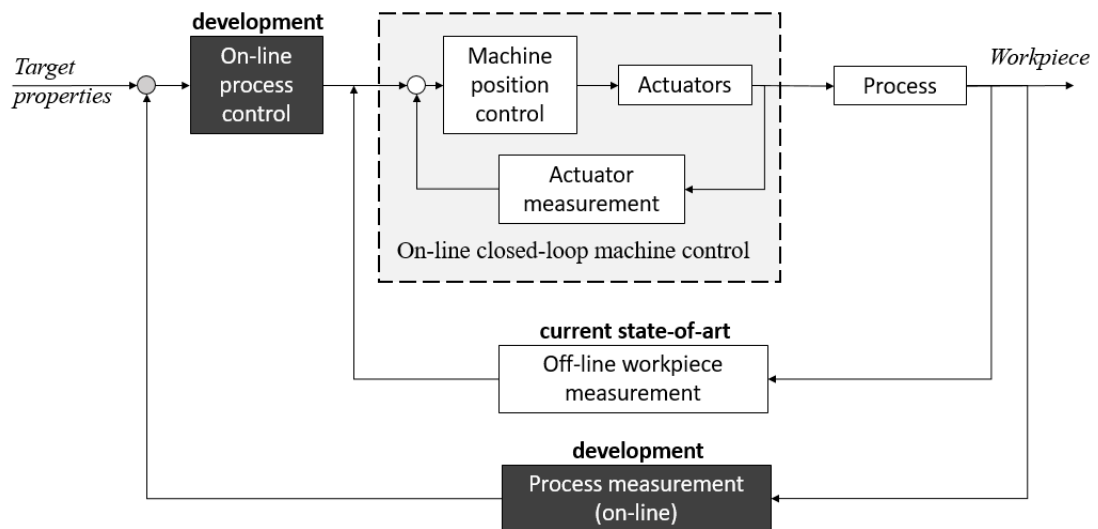 development
Target
properties
On-line
process
control
Machine
position
control
Actuators
Process
Workpiece
Actuator
measurement
On-line closed-loop machine control
current state-of-art
Off-line workpiece
measurement
development
Process measurement
(on-line)